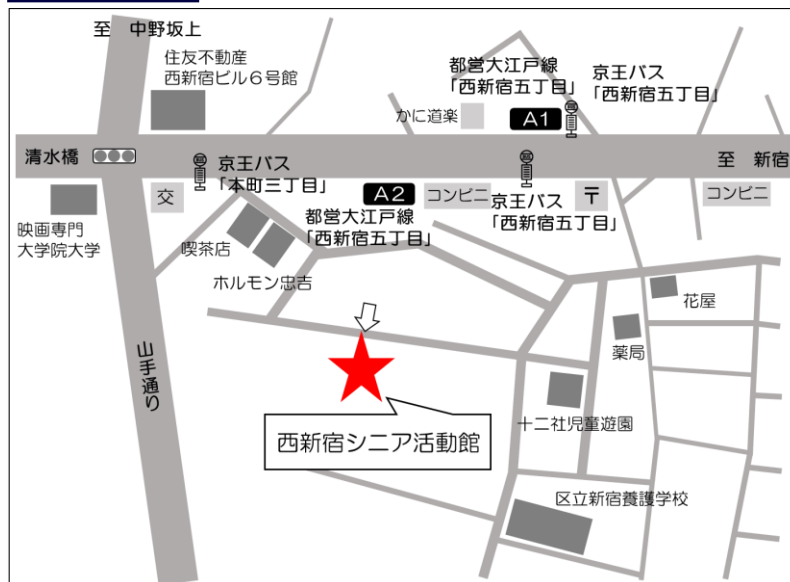 至 中野坂上
住友不動産
西新宿ビル６号館
都営大江戸線
「西新宿五丁目」
京王バス
「西新宿五丁目」
かに道楽
A1
清水橋
至 新宿
京王バス
「本町三丁目」
交
A2
コンビニ
〒
コンビニ
京王バス
「西新宿五丁目」
都営大江戸線
「西新宿五丁目」
映画専門
大学院大学
喫茶店
ホルモン忠吉
花屋
薬局
山手通り
十二社児童遊園
西新宿シニア活動館
区立新宿養護学校